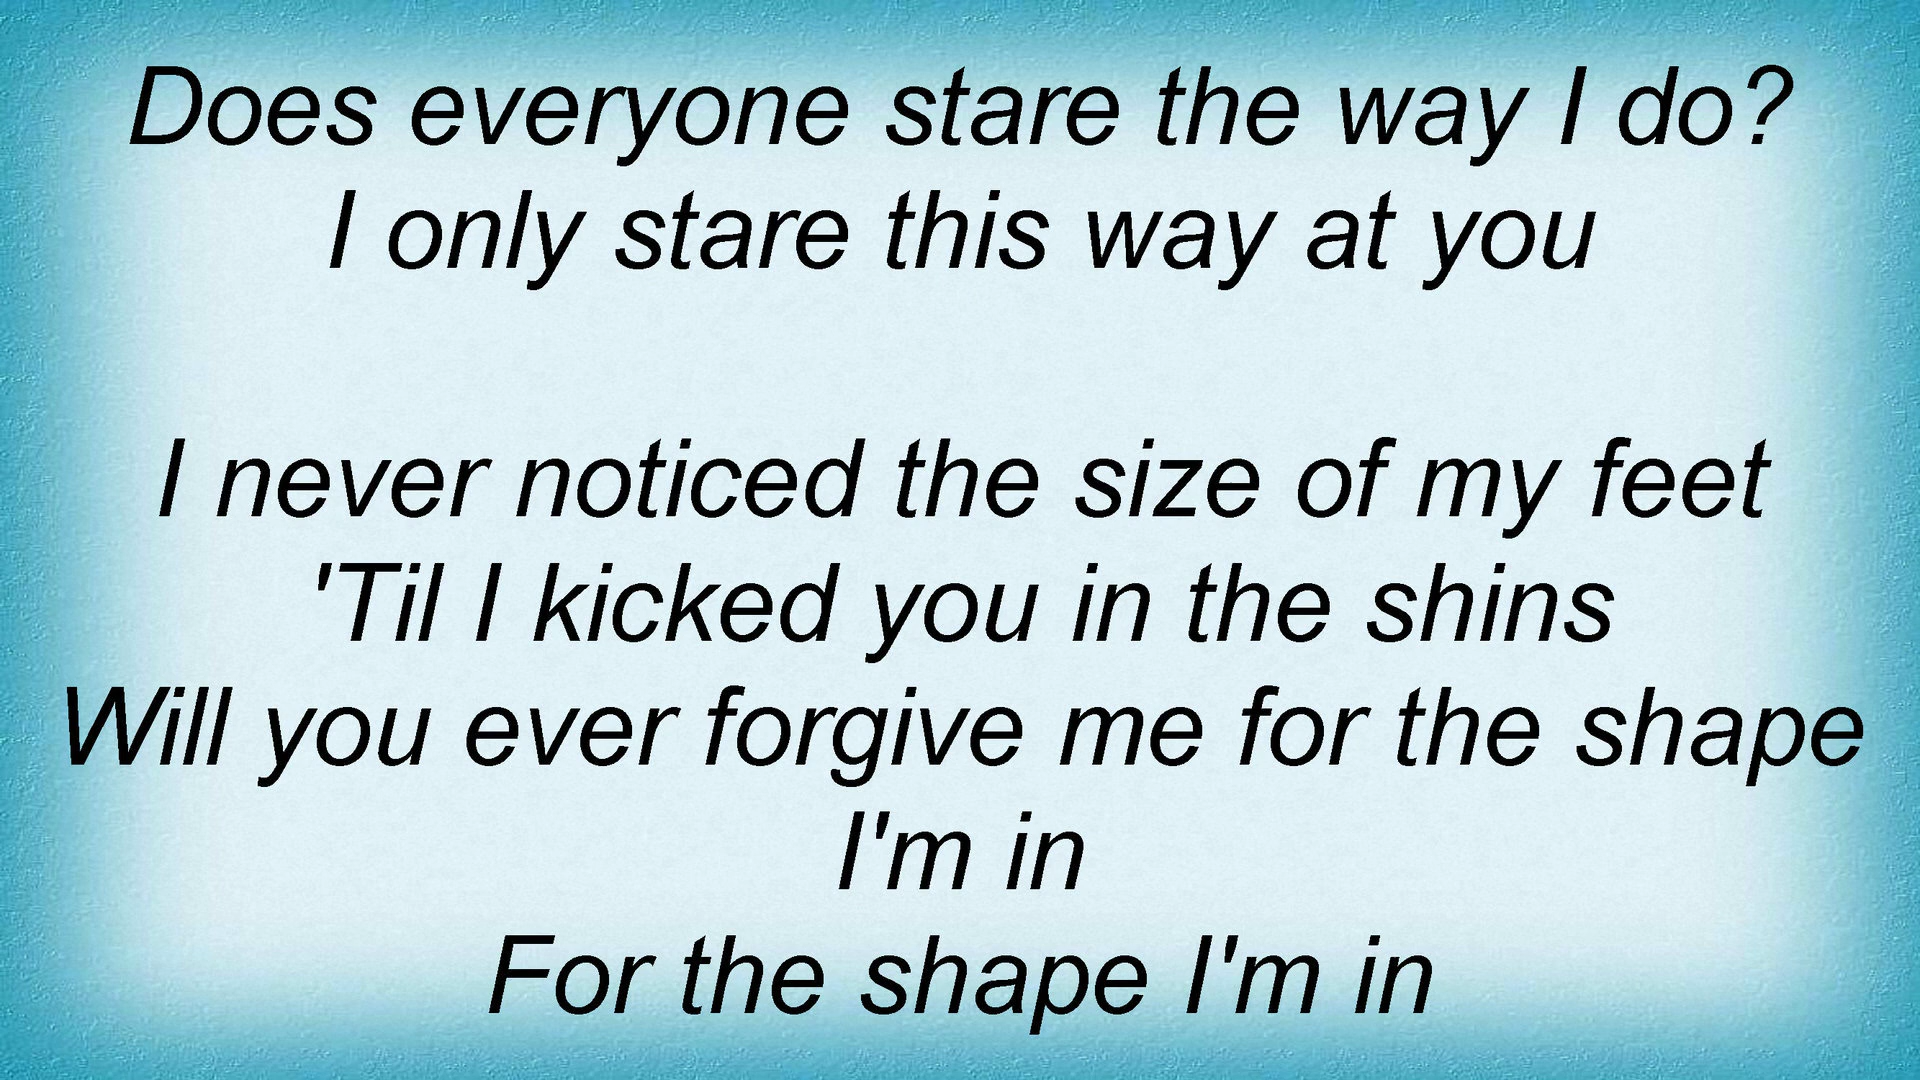 Does everyone stare the way I do?
I only stare this way at you
I never noticed the size of my feet
'Til I kicked you in the shins
Will you ever forgive me for the shape
I'm in
For the shape I'm in